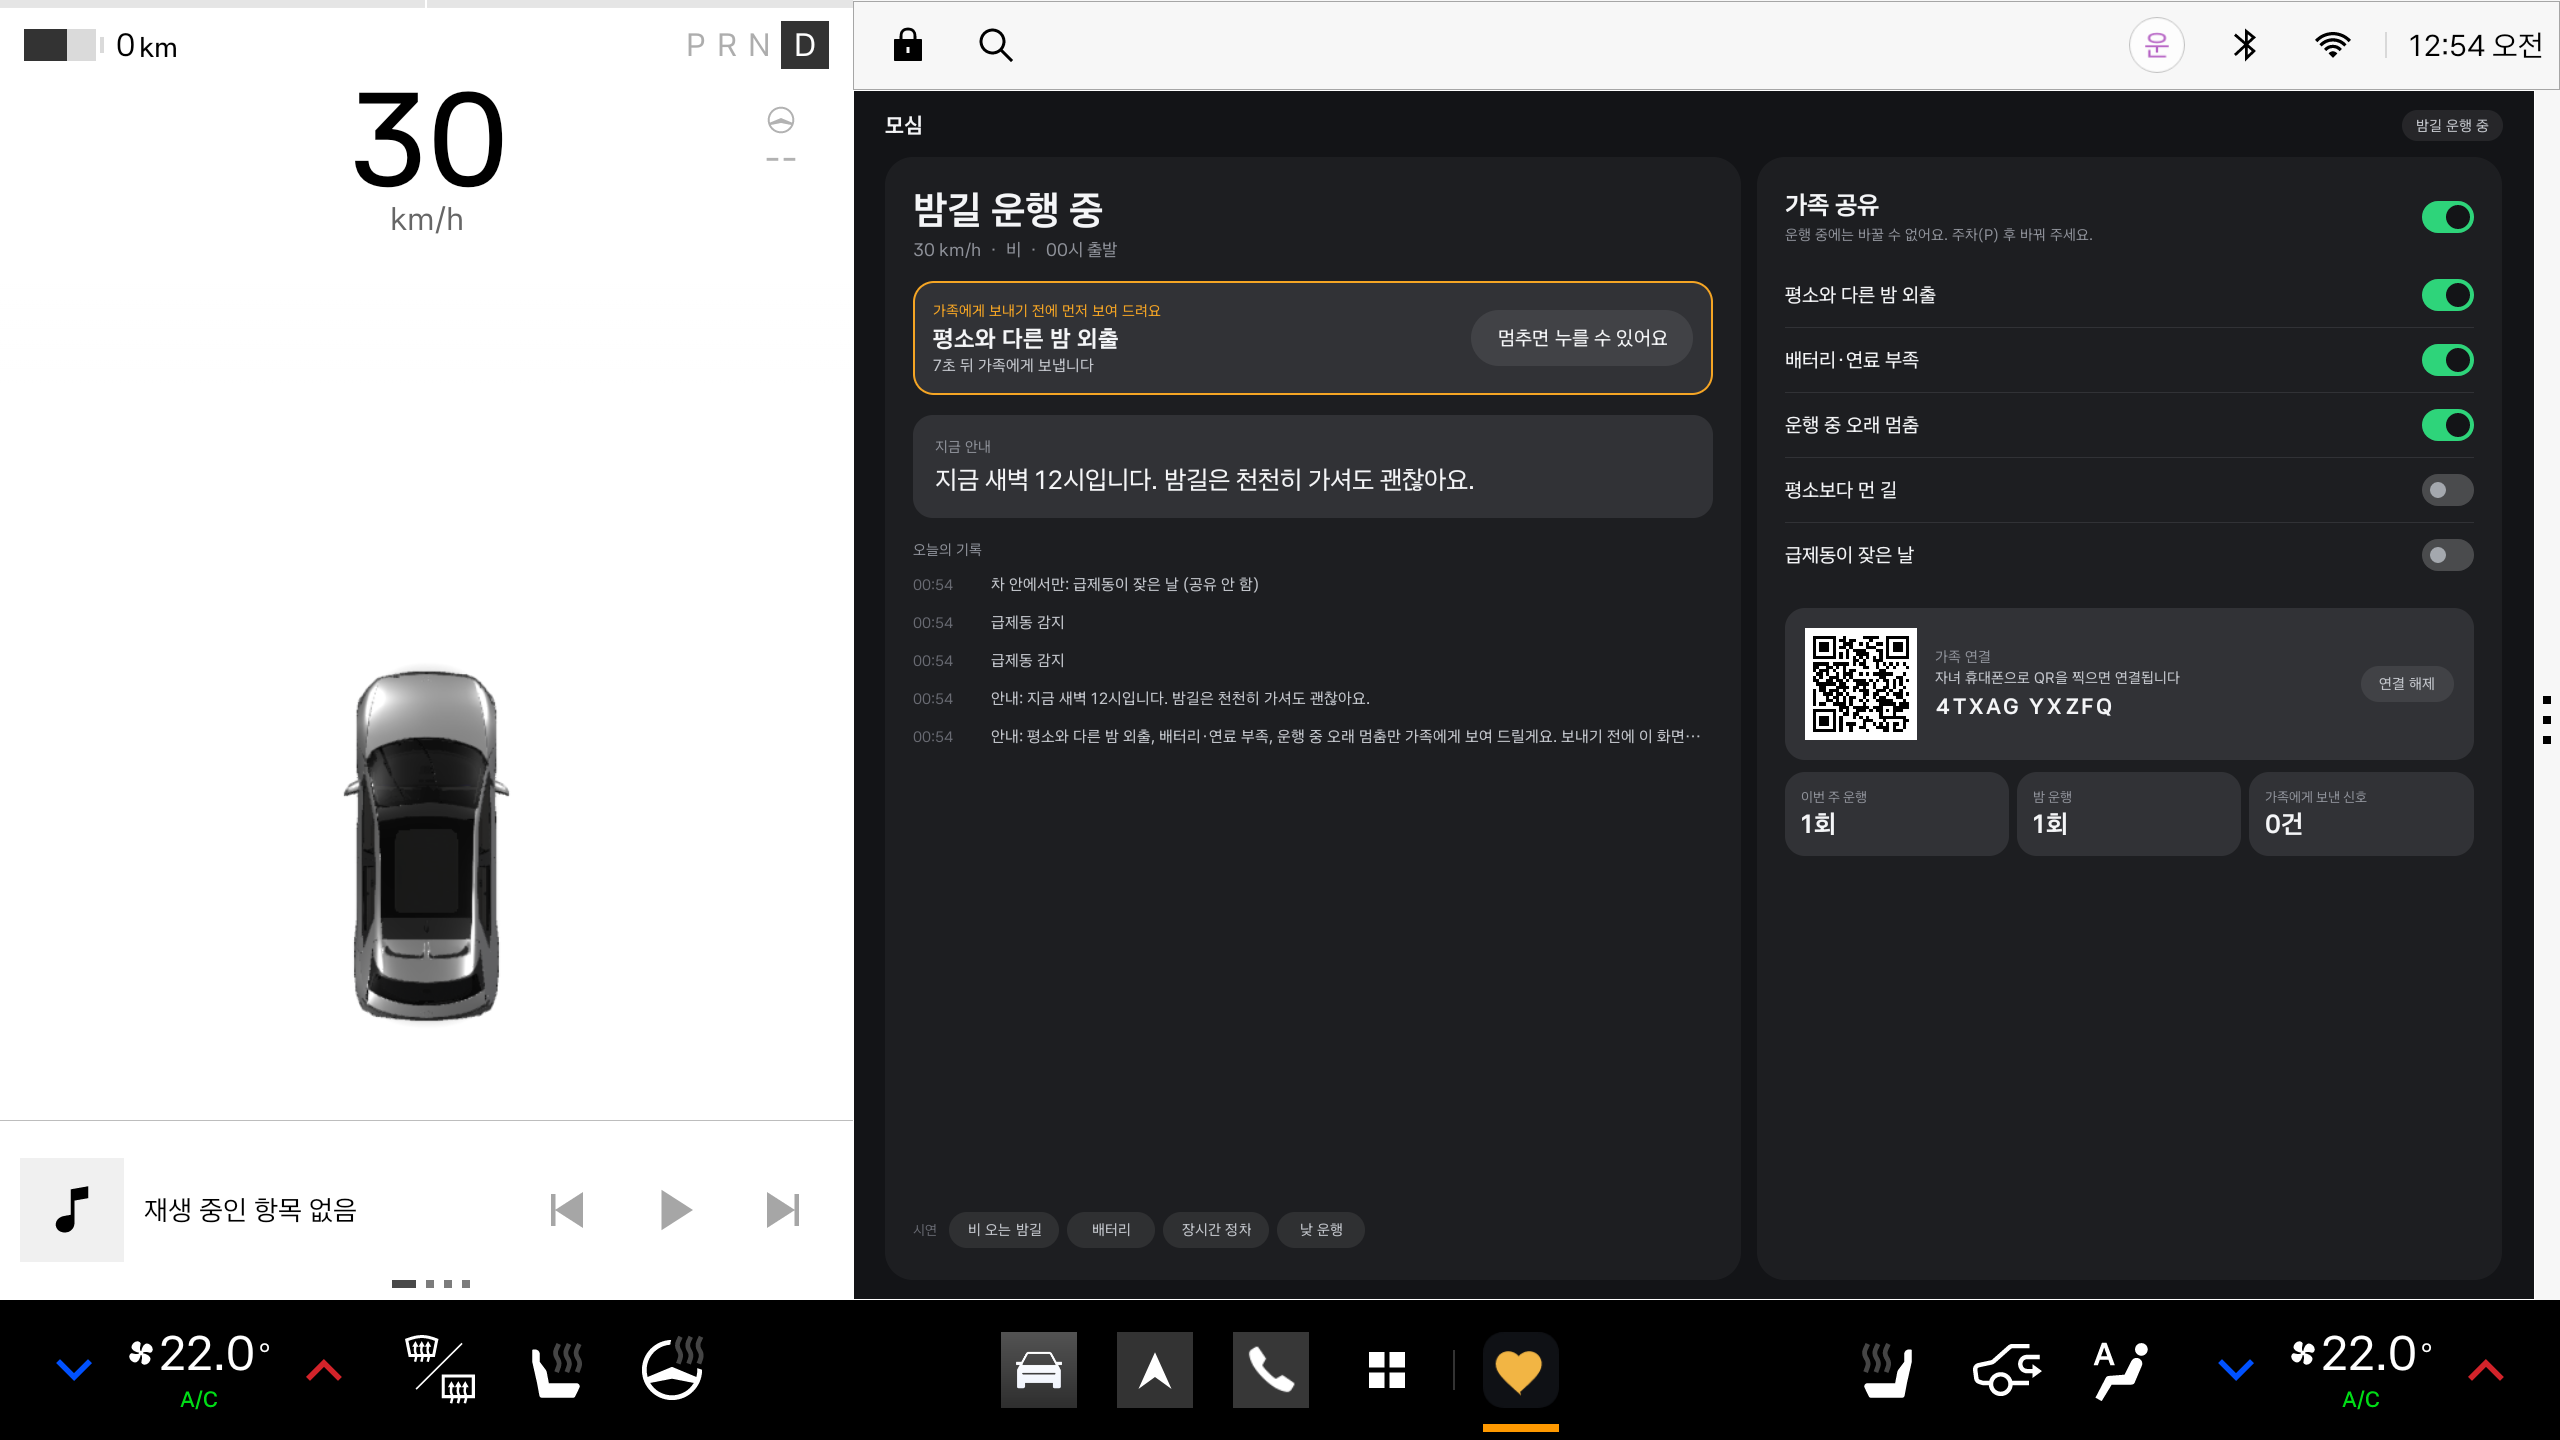 0 km
P R N D
30
km/h
--
운
12:54 오전
모심
밤길 운행 중
밤길 운행 중
30 km/h · 비 · 00시 출발
가족에게 보내기 전에 먼저 보여 드려요
평소와 다른 밤 외출
7초 뒤 가족에게 보냅니다
멈추면 누를 수 있어요
지금 안내
지금 새벽 12시입니다. 밤길은 천천히 가셔도 괜찮아요.
오늘의 기록
00:54 차 안에서만: 급제동이 잦은 날 (공유 안 함)
00:54 급제동 감지
00:54 급제동 감지
00:54 안내: 지금 새벽 12시입니다. 밤길은 천천히 가셔도 괜찮아요.
00:54 안내: 평소와 다른 밤 외출, 배터리·연료 부족, 운행 중 오래 멈춤만 가족에게 보여 드릴게요. 보내기 전에 이 화면…
시연
비 오는 밤길
배터리
장시간 정차
낮 운행
가족 공유
운행 중에는 바꿀 수 없어요. 주차(P) 후 바꿔 주세요.
평소와 다른 밤 외출
배터리·연료 부족
운행 중 오래 멈춤
평소보다 먼 길
급제동이 잦은 날
가족 연결
자녀 휴대폰으로 QR을 찍으면 연결됩니다
4TXAG YXZFQ
연결 해제
이번 주 운행
1회
밤 운행
1회
가족에게 보낸 신호
0건
재생 중인 항목 없음
22.0°
A/C
A
22.0°
A/C